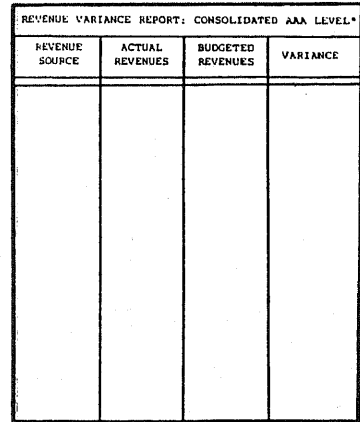 REVENUE VARIANCE REPORT: CONSOLIDATED AAA LEVEL*
REVENUE SOURCE
ACTUAL REVENUES
BUDGETED REVENUES
VARIANCE